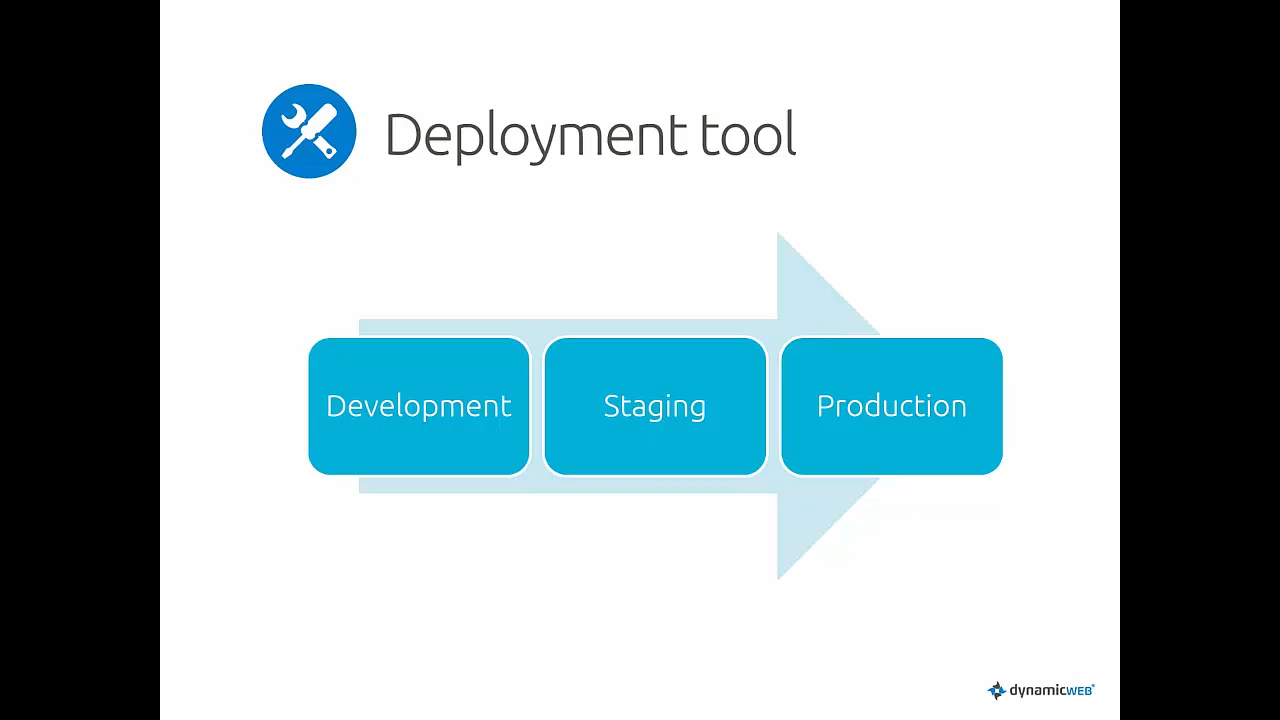 Deployment tool
Development
Staging
Production
dynamicWEB